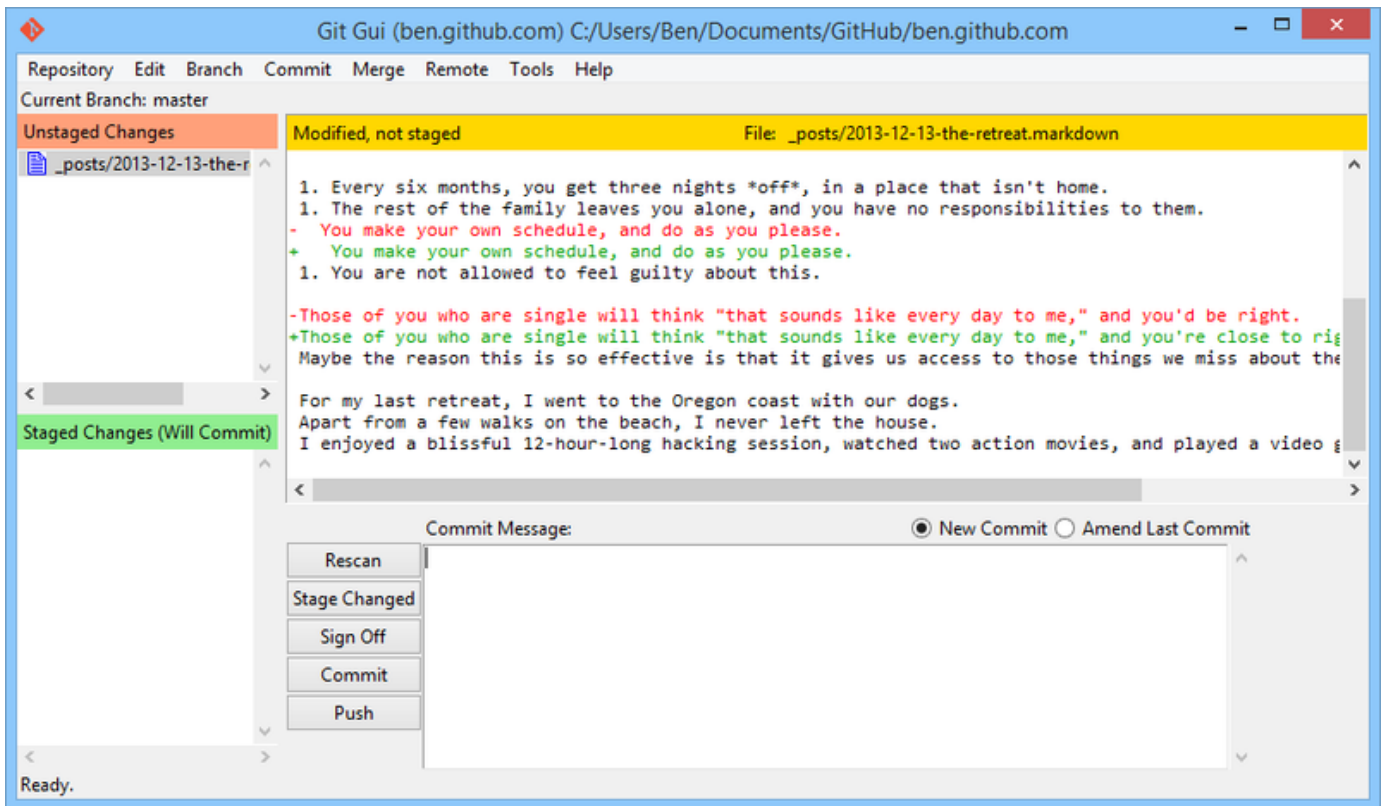 Git Gui (ben.github.com) C:/Users/Ben/Documents/GitHub/ben.github.com
Repository Edit Branch Commit Merge Remote Tools Help
Current Branch: master
Unstaged Changes
_posts/2013-12-13-the-r
Staged Changes (Will Commit)
Modified, not staged File: _posts/2013-12-13-the-retreat.markdown
1. Every six months, you get three nights *off*, in a place that isn't home.
1. The rest of the family leaves you alone, and you have no responsibilities to them.
-  You make your own schedule, and do as you please.
+   You make your own schedule, and do as you please.
1. You are not allowed to feel guilty about this.
-Those of you who are single will think "that sounds like every day to me," and you'd be right.
+Those of you who are single will think "that sounds like every day to me," and you're close to rig
Maybe the reason this is so effective is that it gives us access to those things we miss about the
For my last retreat, I went to the Oregon coast with our dogs.
Apart from a few walks on the beach, I never left the house.
I enjoyed a blissful 12-hour-long hacking session, watched two action movies, and played a video g
Commit Message: New Commit Amend Last Commit
Rescan
Stage Changed
Sign Off
Commit
Push
Ready.